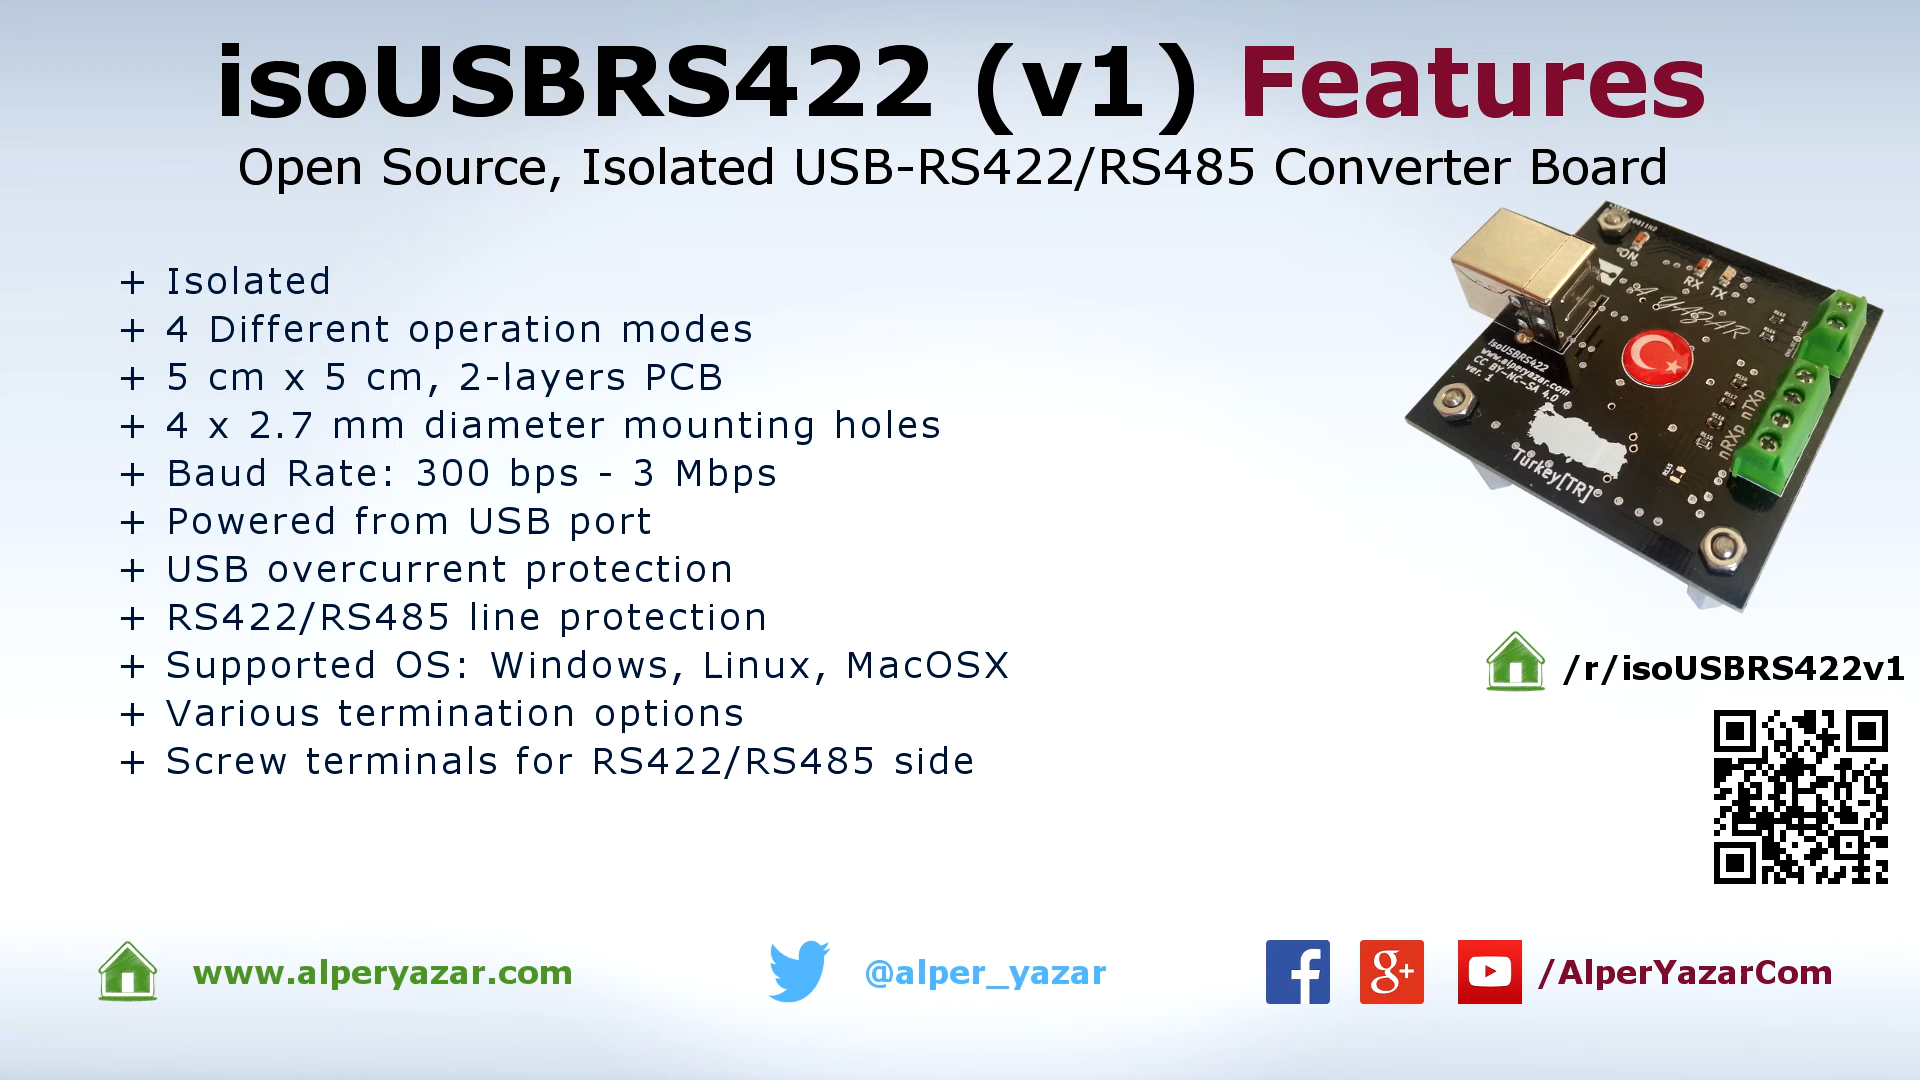 isoUSBRS422 (v1) Features
Open Source, Isolated USB-RS422/RS485 Converter Board
+ Isolated
+ 4 Different operation modes
+ 5 cm x 5 cm, 2-layers PCB
+ 4 x 2.7 mm diameter mounting holes
+ Baud Rate: 300 bps - 3 Mbps
+ Powered from USB port
+ USB overcurrent protection
+ RS422/RS485 line protection
+ Supported OS: Windows, Linux, MacOSX
+ Various termination options
+ Screw terminals for RS422/RS485 side
ON
RX TX
A.YAZAR
isoUSBRS422
www.alperyazar.com
CC BY-NC-SA 4.0
ver. 1
nRXp nTXp
Turkey[TR]
/r/isoUSBRS422v1
www.alperyazar.com
@alper_yazar
f g+ /AlperYazarCom